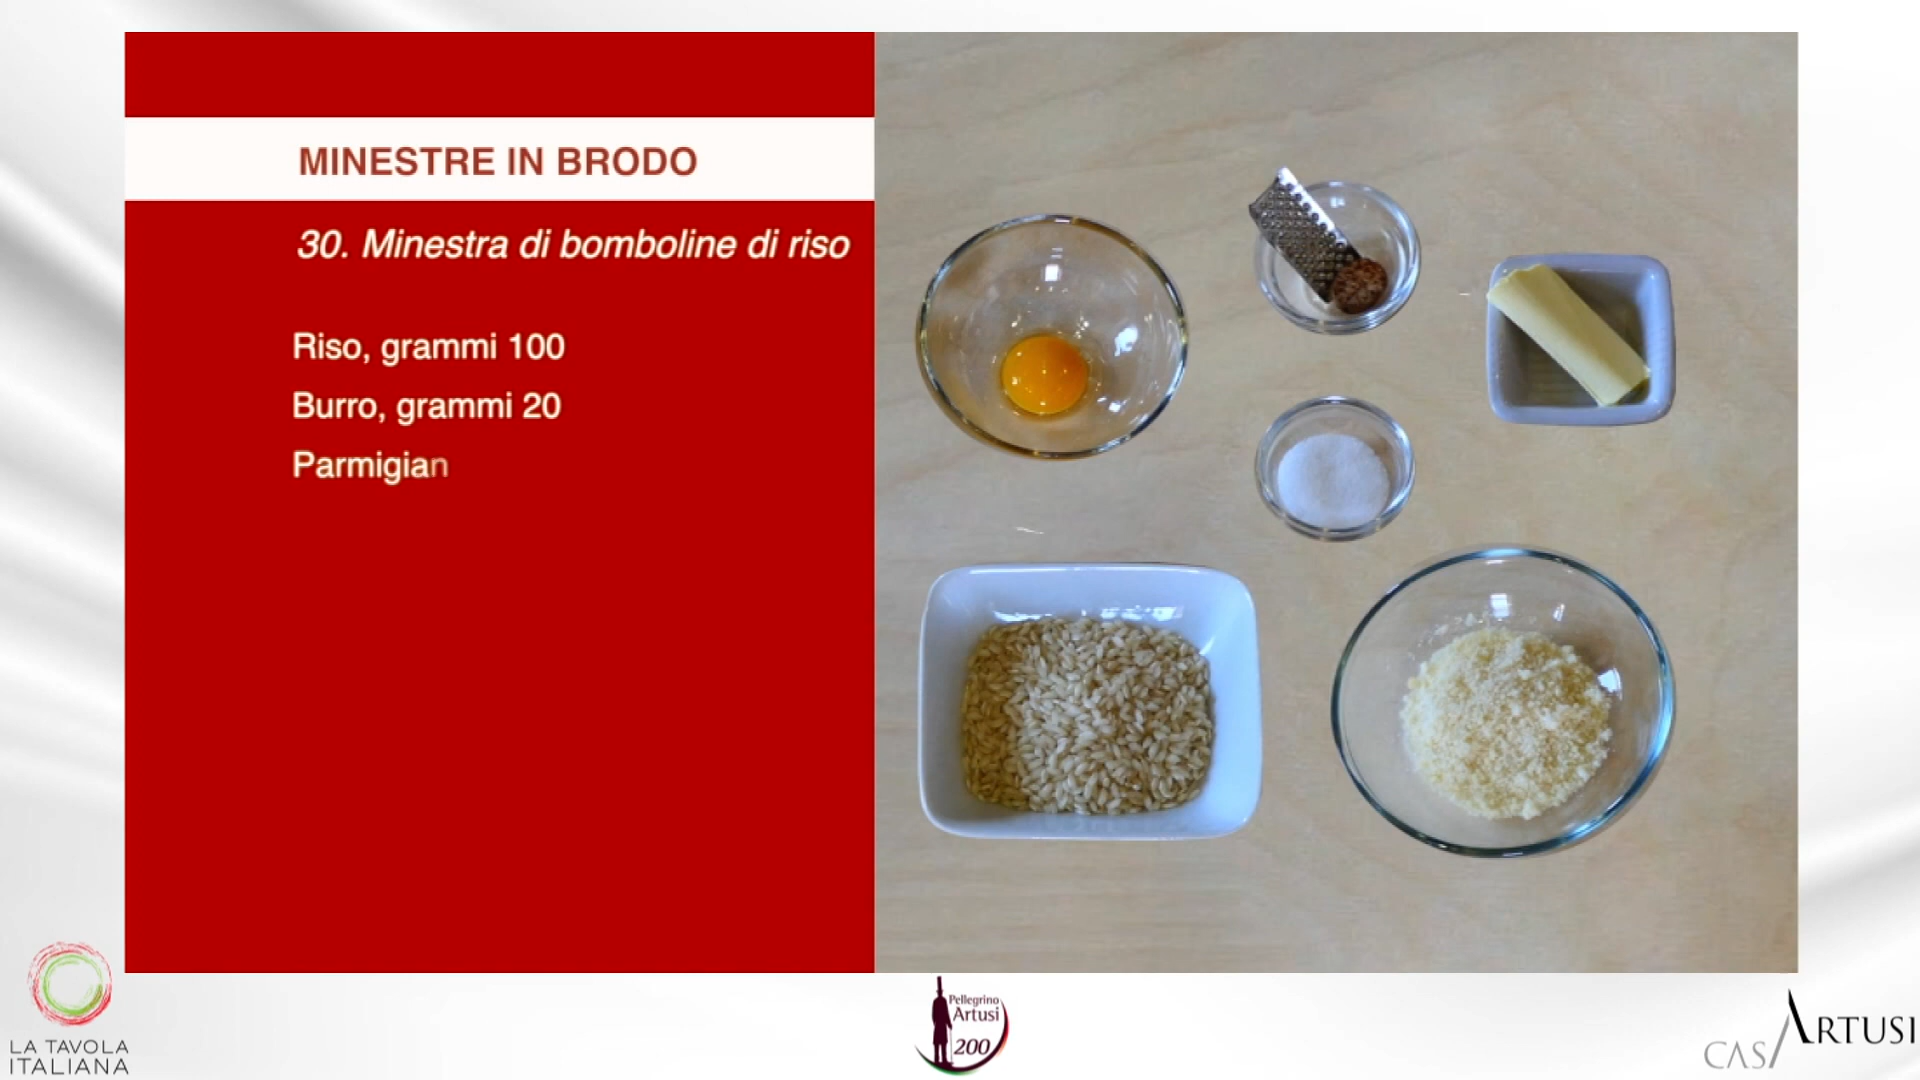 MINESTRE IN BRODO
30. Minestra di bomboline di riso
Riso, grammi 100
Burro, grammi 20
Parmigian
LA TAVOLA
ITALIANA
Pellegrino
Artusi
200
CASARTUSI